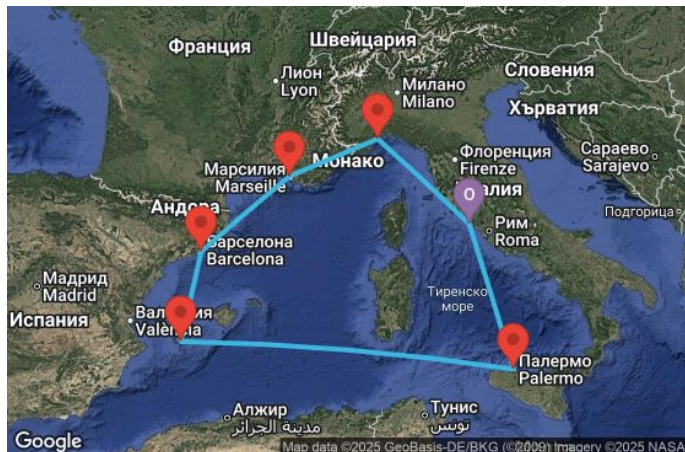 Франция
Швейцария
Лион
Lyon
Милано
Milano
Словения
Хърватия
Марсилия
Marseille
Монако
Флоренция
Firenze
Сараево
Sarajevo
Андора
O
Подгорица
Рим
Roma
Барселона
Barcelona
Мадрид
Madrid
Тиренско
море
Испания
València
Палермо
Palermo
Алжир
مدينة الجزائر
Тунис
تونس
Google
Map data ©2025 GeoBasis-DE/BKG (©2009) Imagery ©2025 NASA